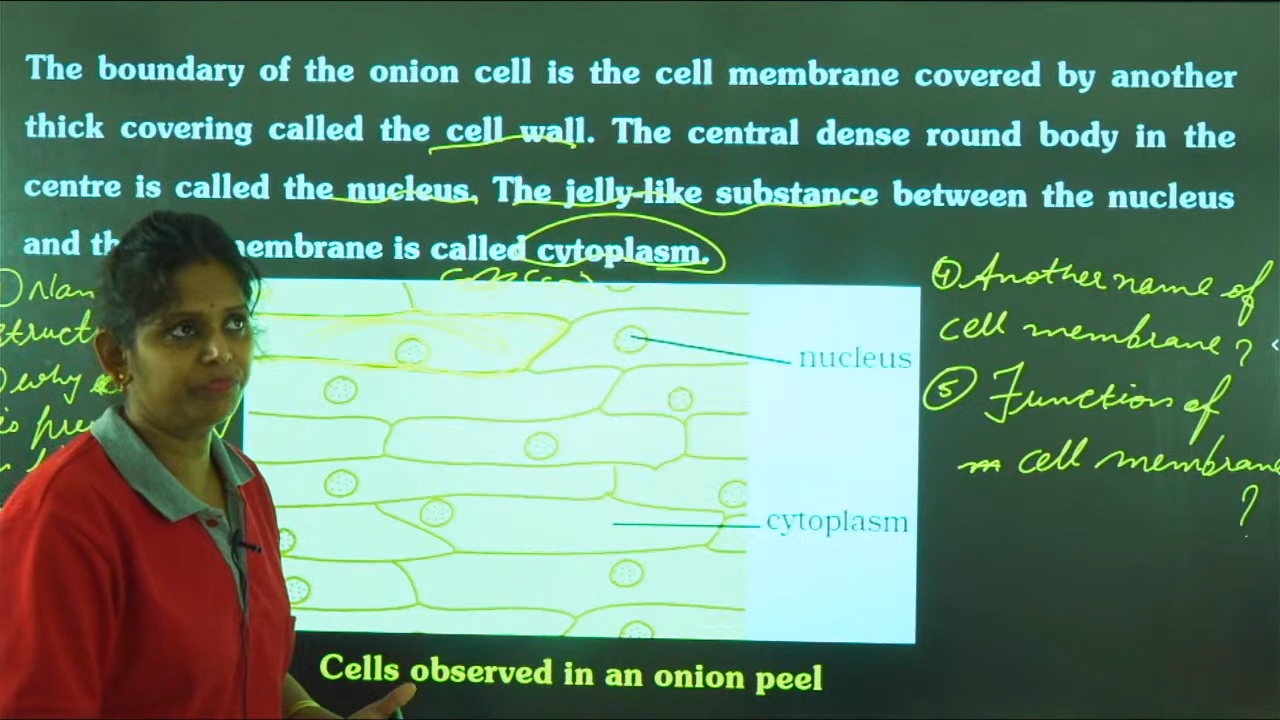 The boundary of the onion cell is the cell membrane covered by another
thick covering called the cell wall. The central dense round body in the
centre is called the nucleus. The jelly-like substance between the nucleus
and th embrane is called cytoplasm.
④ Another name of
cell membrane?
⑤ Function of
cell membrane
?
why
nucleus
cytoplasm
Cells observed in an onion peel